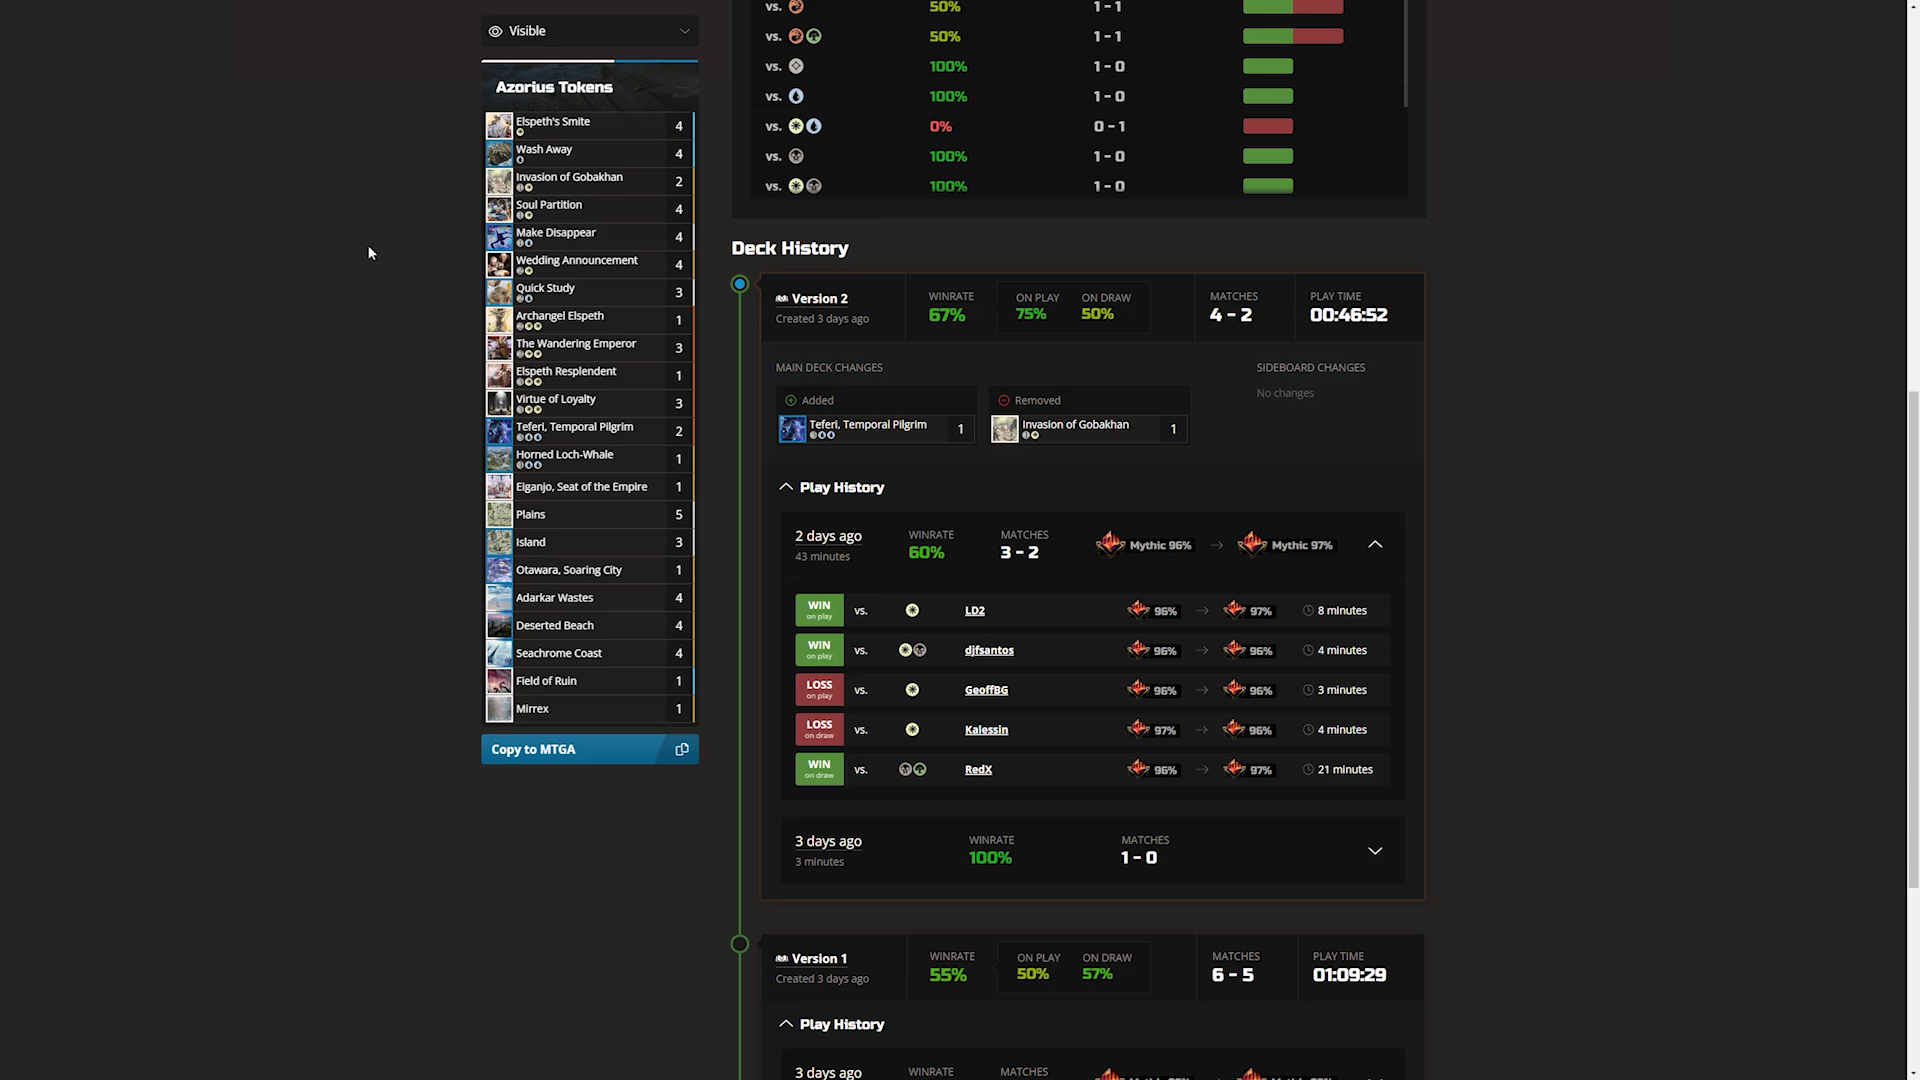 Visible
Azorius Tokens
Elspeth's Smite 4
Wash Away 4
Invasion of Gobakhan 2
Soul Partition 4
Make Disappear 4
Wedding Announcement 4
Quick Study 3
Archangel Elspeth 1
The Wandering Emperor 3
Elspeth Resplendent 1
Virtue of Loyalty 3
Teferi, Temporal Pilgrim 2
Horned Loch-Whale 1
Eiganjo, Seat of the Empire 1
Plains 5
Island 3
Otawara, Soaring City 1
Adarkar Wastes 4
Deserted Beach 4
Seachrome Coast 4
Field of Ruin 1
Mirrex 1
Copy to MTGA
vs. 50% 1 - 1
vs. 50% 1 - 1
vs. 100% 1 - 0
vs. 100% 1 - 0
vs. 0% 0 - 1
vs. 100% 1 - 0
vs. 100% 1 - 0
Deck History
Version 2
Created 3 days ago
WINRATE
67%
ON PLAY
75%
ON DRAW
50%
MATCHES
4 - 2
PLAY TIME
00:46:52
MAIN DECK CHANGES
Added
Teferi, Temporal Pilgrim 1
Removed
Invasion of Gobakhan 1
SIDEBOARD CHANGES
No changes
Play History
2 days ago
43 minutes
WINRATE
60%
MATCHES
3 - 2
Mythic 96% → Mythic 97%
WIN
on play
vs. LD2 96% → 97% 8 minutes
WIN
on play
vs. djfsantos 96% → 96% 4 minutes
LOSS
on play
vs. GeoffBG 96% → 96% 3 minutes
LOSS
on draw
vs. Kalessin 97% → 96% 4 minutes
WIN
on draw
vs. RedX 96% → 97% 21 minutes
3 days ago
3 minutes
WINRATE
100%
MATCHES
1 - 0
Version 1
Created 3 days ago
WINRATE
55%
ON PLAY
50%
ON DRAW
57%
MATCHES
6 - 5
PLAY TIME
01:09:29
Play History
3 days ago
WINRATE
MATCHES